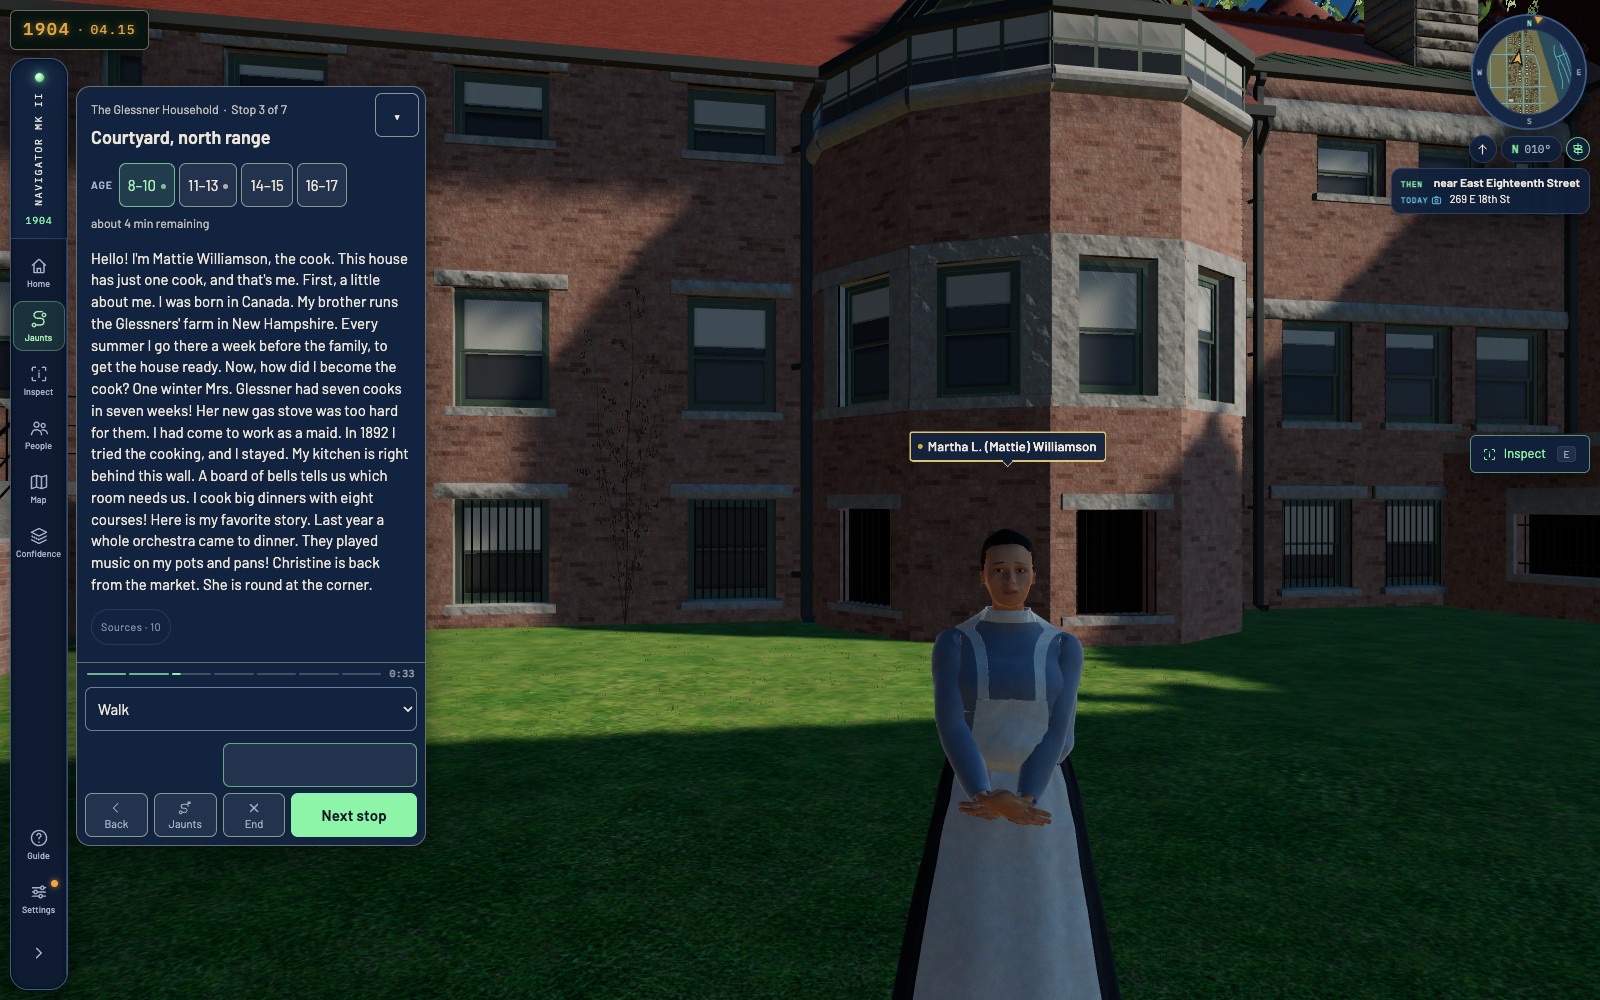 1904 · 04.15
NAVIGATOR MK II
1904
Home
Jaunts
Inspect
People
Map
Confidence
Guide
Settings
The Glessner Household · Stop 3 of 7
Courtyard, north range
AGE 8–10 11–13 14–15 16–17
about 4 min remaining
Hello! I'm Mattie Williamson, the cook. This house
has just one cook, and that's me. First, a little
about me. I was born in Canada. My brother runs
the Glessners' farm in New Hampshire. Every
summer I go there a week before the family, to
get the house ready. Now, how did I become the
cook? One winter Mrs. Glessner had seven cooks
in seven weeks! Her new gas stove was too hard
for them. I had come to work as a maid. In 1892 I
tried the cooking, and I stayed. My kitchen is right
behind this wall. A board of bells tells us which
room needs us. I cook big dinners with eight
courses! Here is my favorite story. Last year a
whole orchestra came to dinner. They played
music on my pots and pans! Christine is back
from the market. She is round at the corner.
Sources · 10
0:33
Walk
Back
Jaunts
End
Next stop
Martha L. (Mattie) Williamson
N
W
E
S
N 010°
THEN near East Eighteenth Street
TODAY 269 E 18th St
Inspect E